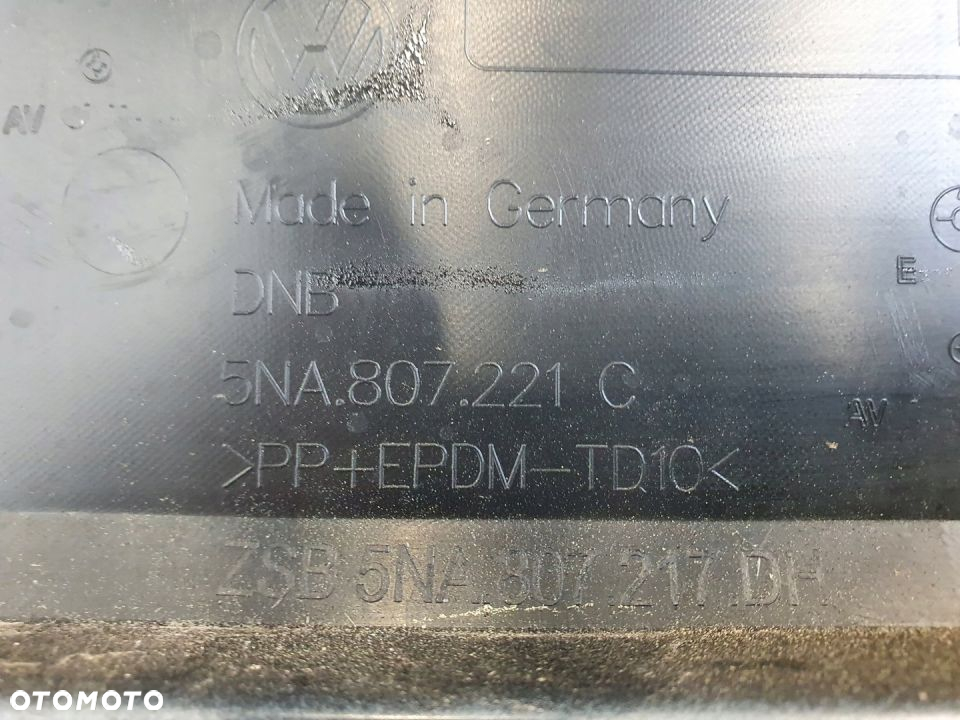 AV
Made in Germany
DNB
E
5NA.807.221 C
AV
>PP+EPDM-TD10<
ZSB 5NA.807.217.DH
OTOMOTO